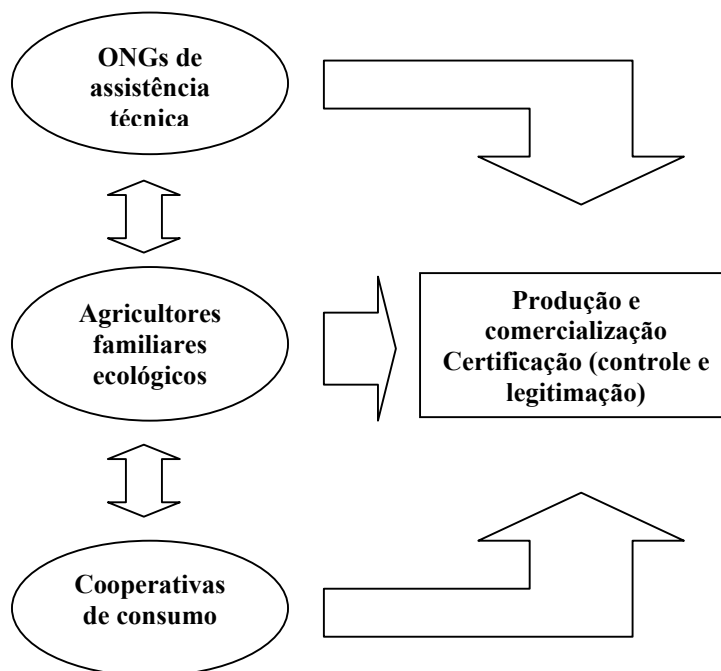 ONGs de
assistência
técnica
Agricultores
familiares
ecológicos
Produção e
comercialização
Certificação (controle e
legitimação)
Cooperativas
de consumo